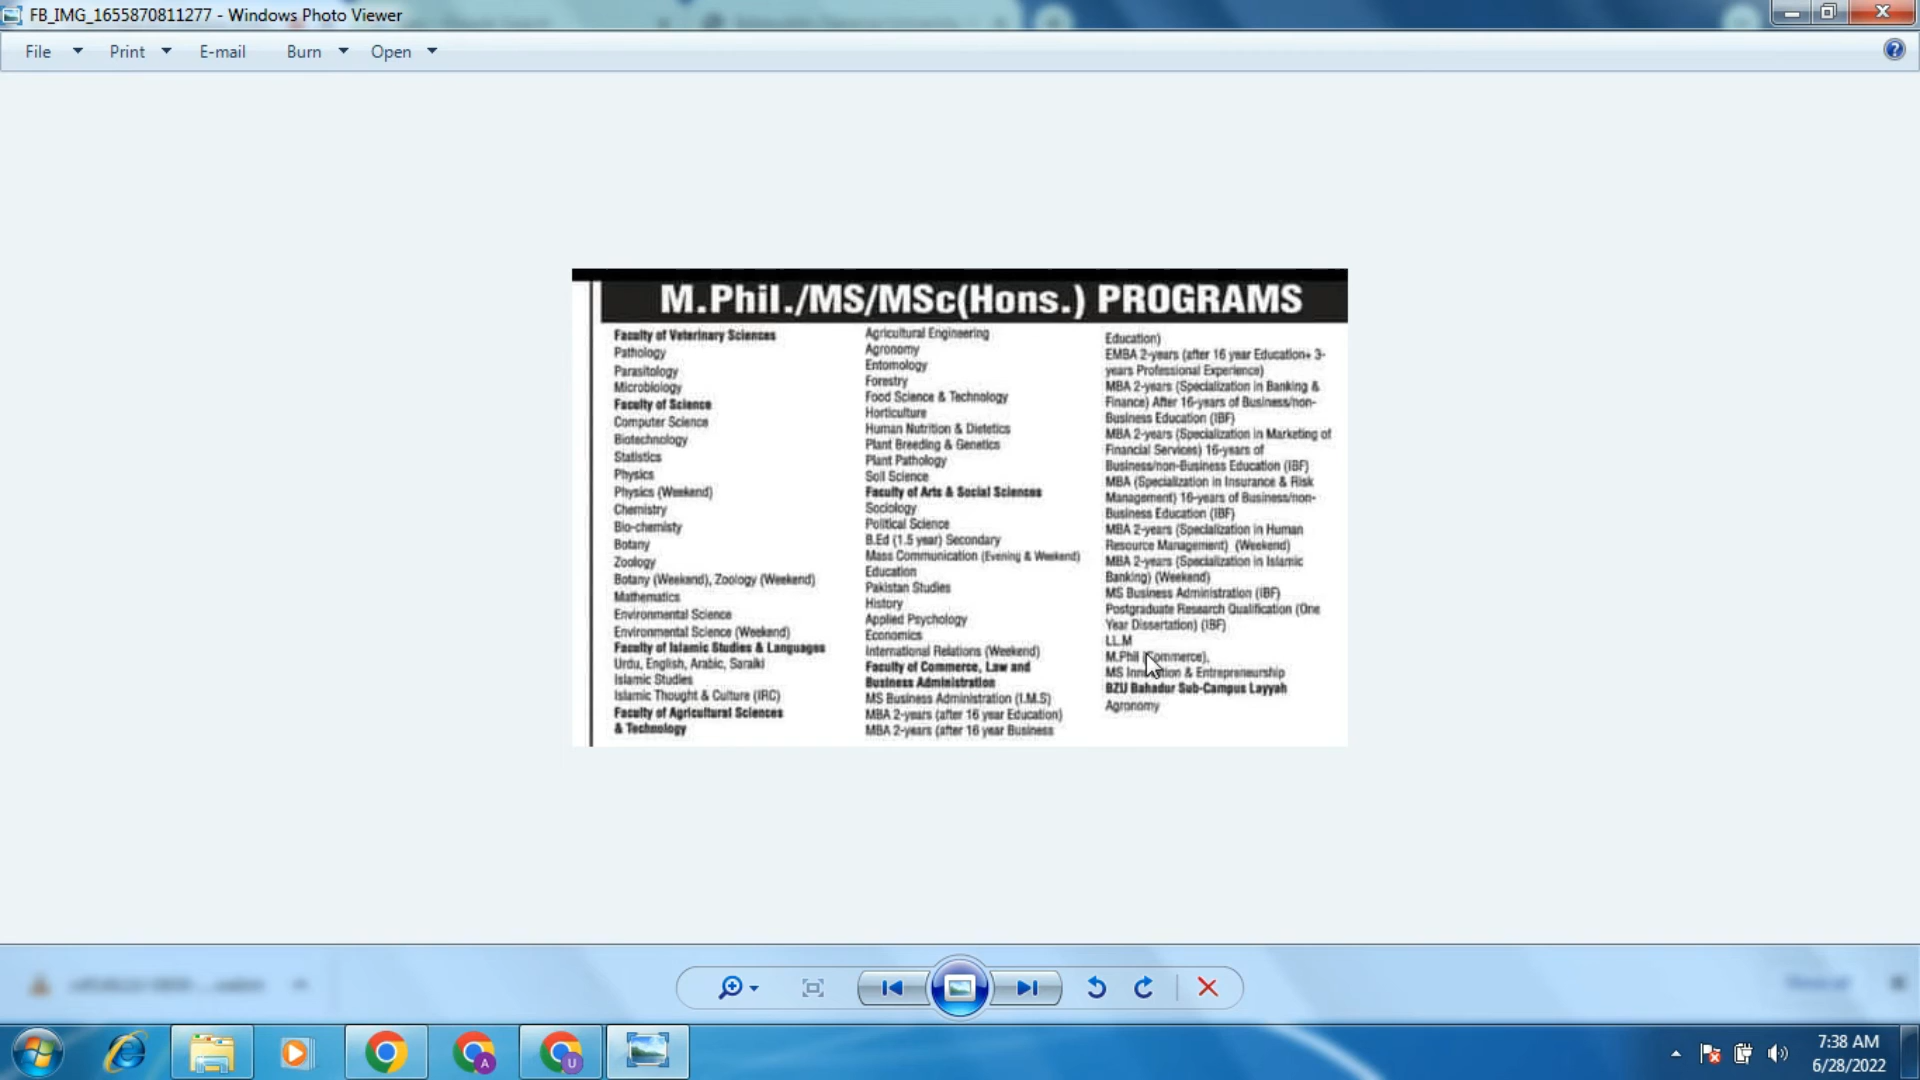 FB_IMG_1655870811277 - Windows Photo Viewer
File Print E-mail Burn Open
M.Phil./MS/MSc(Hons.) PROGRAMS
Faculty of Veterinary Sciences
Pathology
Parasitology
Microbiology
Faculty of Science
Computer Science
Biotechnology
Statistics
Physics
Physics (Weekend)
Chemistry
Bio-chemisty
Botany
Zoology
Botany (Weekend), Zoology (Weekend)
Mathematics
Environmental Science
Environmental Science (Weekend)
Faculty of Islamic Studies & Languages
Urdu, English, Arabic, Saraiki
Islamic Studies
Islamic Thought & Culture (IRC)
Faculty of Agricultural Sciences
& Technology
Agricultural Engineering
Agronomy
Entomology
Forestry
Food Science & Technology
Horticulture
Human Nutrition & Dietetics
Plant Breeding & Genetics
Plant Pathology
Soil Science
Faculty of Arts & Social Sciences
Sociology
Political Science
B.Ed (1.5 year) Secondary
Mass Communication (Evening & Weekend)
Education
Pakistan Studies
History
Applied Psychology
Economics
International Relations (Weekend)
Faculty of Commerce, Law and
Business Administration
MS Business Administration (I.M.S)
MBA 2-years (after 16 year Education)
MBA 2-years (after 16 year Business
Education)
EMBA 2-years (after 16 year Education+ 3-
years Professional Experience)
MBA 2-years (Specialization in Banking &
Finance) After 16-years of Business/non-
Business Education (IBF)
MBA 2-years (Specialization in Marketing of
Financial Services) 16-years of
Business/non-Business Education (IBF)
MBA (Specialization in Insurance & Risk
Management) 16-years of Business/non-
Business Education (IBF)
MBA 2-years (Specialization in Human
Resource Management) (Weekend)
MBA 2-years (Specialization in Islamic
Banking) (Weekend)
MS Business Administration (IBF)
Postgraduate Research Qualification (One
Year Dissertation) (IBF)
LL.M
M.Phil (Commerce),
MS Innovation & Entrepreneurship
BZU Bahadur Sub-Campus Layyah
Agronomy
7:38 AM
6/28/2022